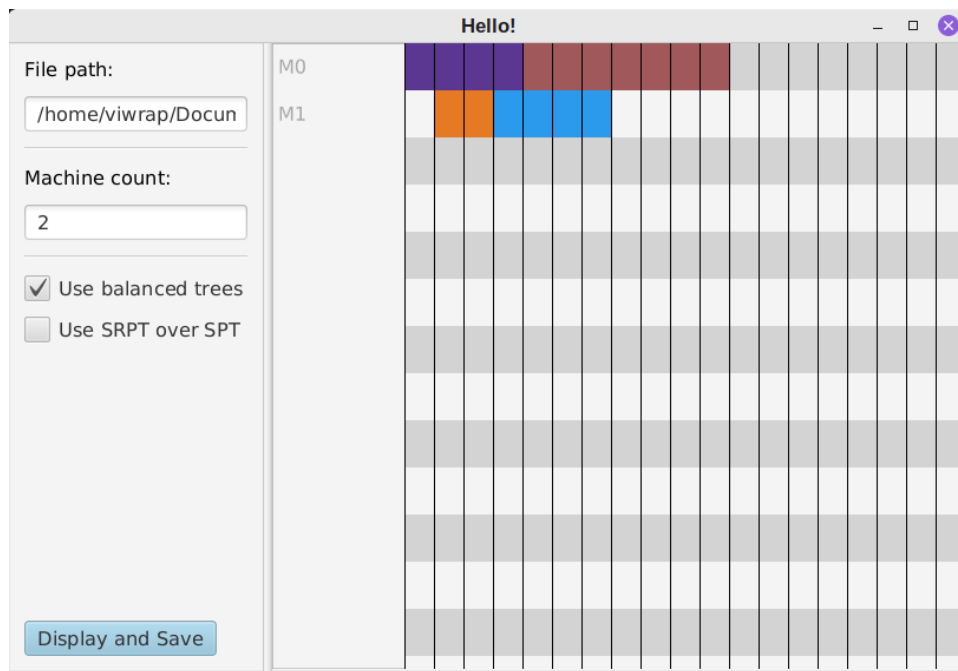 Hello!
File path:
/home/viwrap/Docun
Machine count:
2
Use balanced trees
Use SRPT over SPT
Display and Save
M0
M1